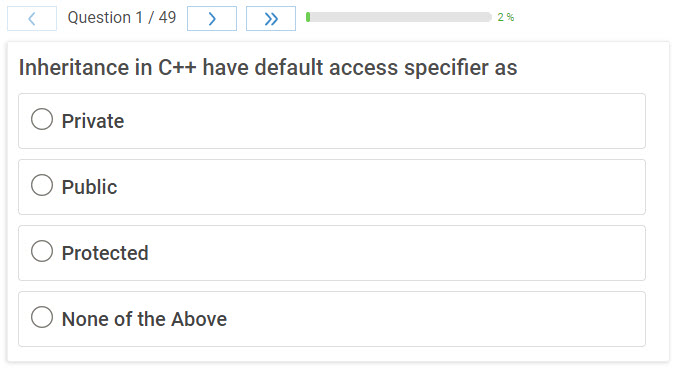 Question 1 / 49
2 %
Inheritance in C++ have default access specifier as
Private
Public
Protected
None of the Above